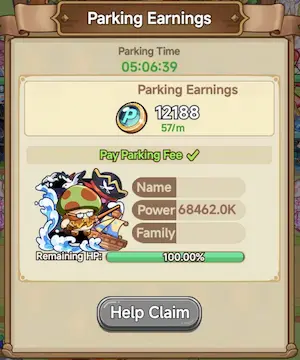 Parking Earnings
Parking Time
05:06:39
Parking Earnings
P 12188
57/m
Pay Parking Fee
Name
Power 68462.0K
Family
Remaining HP: 100.00%
Help Claim